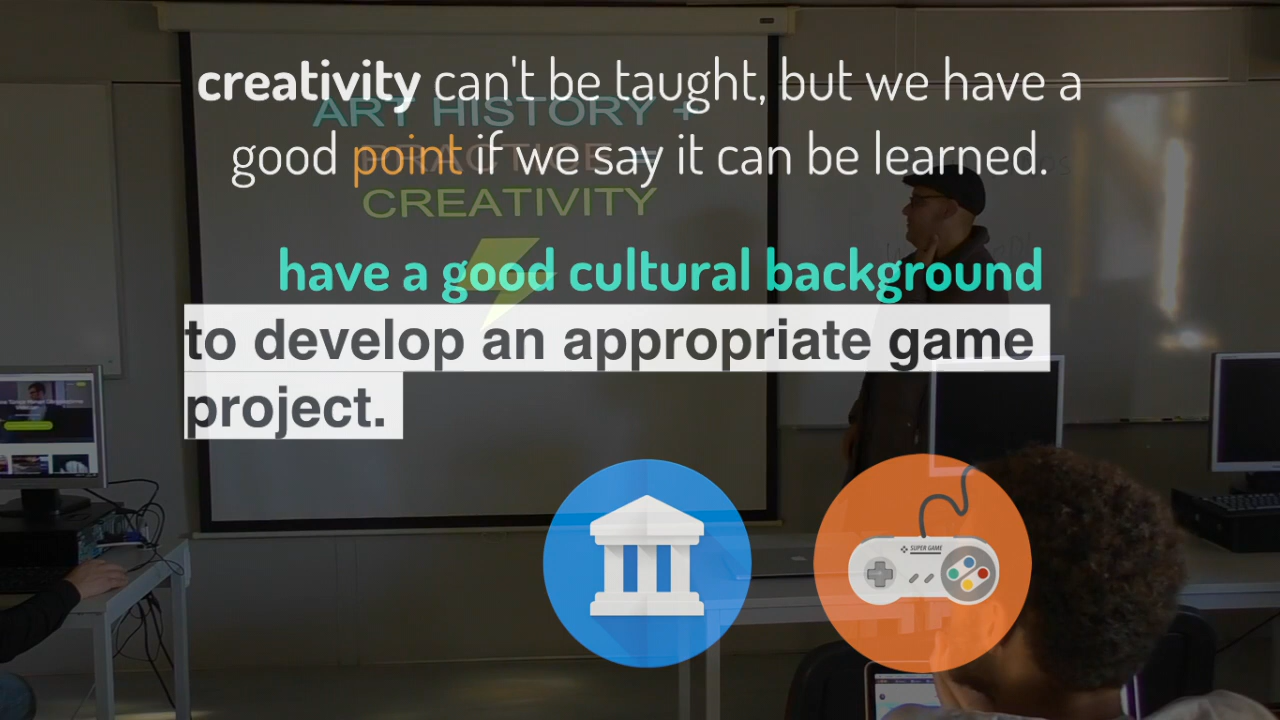 creativity can't be taught, but we have a
good point if we say it can be learned.
ART HISTORY +
PRACTICE =
CREATIVITY
have a good cultural background
to develop an appropriate game
project.
SUPER GAME